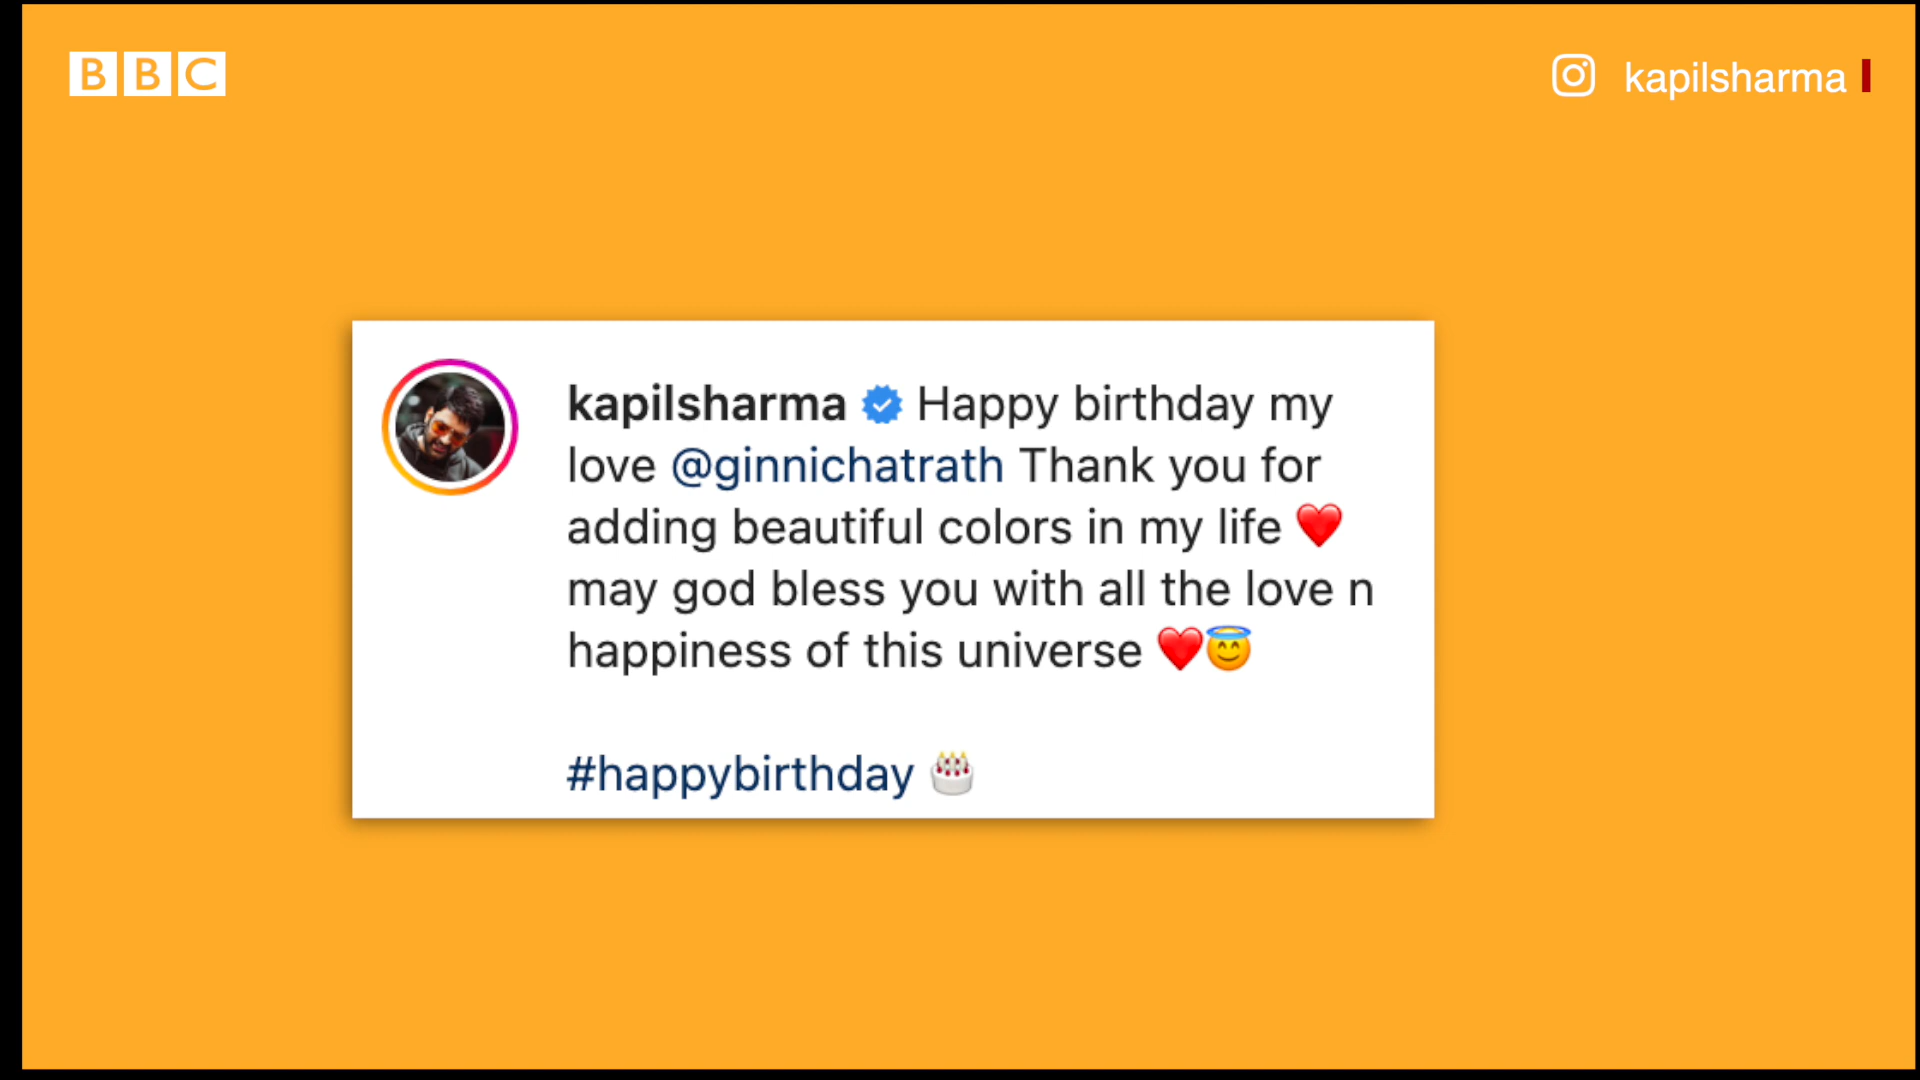 BBC
kapilsharma
kapilsharma Happy birthday my
love @ginnichatrath Thank you for
adding beautiful colors in my life ❤️
may god bless you with all the love n
happiness of this universe ❤️😇
#happybirthday 🎂